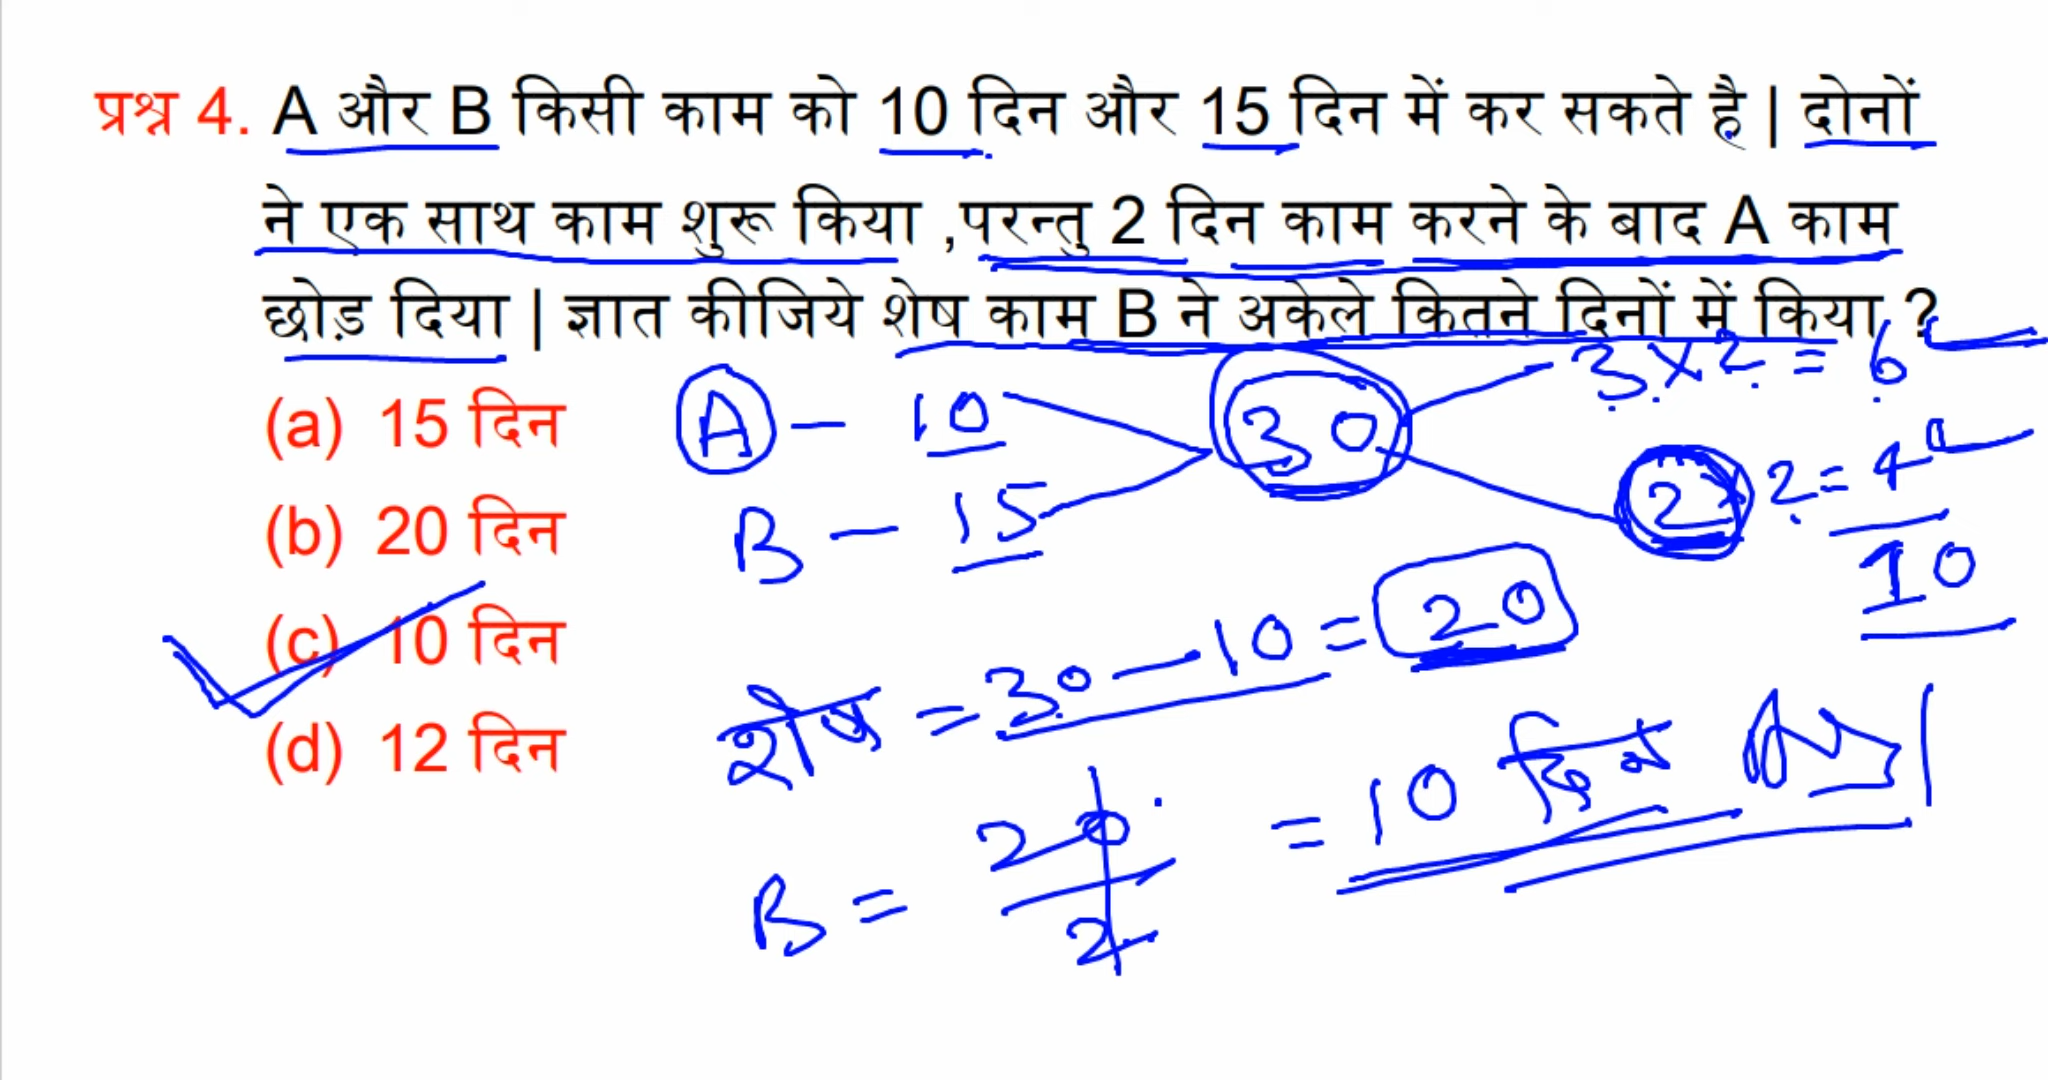 प्रश्न 4. A और B किसी काम को 10 दिन और 15 दिन में कर सकते है | दोनों
ने एक साथ काम शुरू किया ,परन्तु 2 दिन काम करने के बाद A काम
छोड़ दिया | ज्ञात कीजिये शेष काम B ने अकेले कितने दिनों में किया ?
(a) 15 दिन
(b) 20 दिन
(c) 10 दिन
(d) 12 दिन
A — 10
B — 15
30
3 × 2 = 6
2 × 2 = 4
10
शेष = 30 — 10 = 20
B = 20/2 = 10 दिन Ans